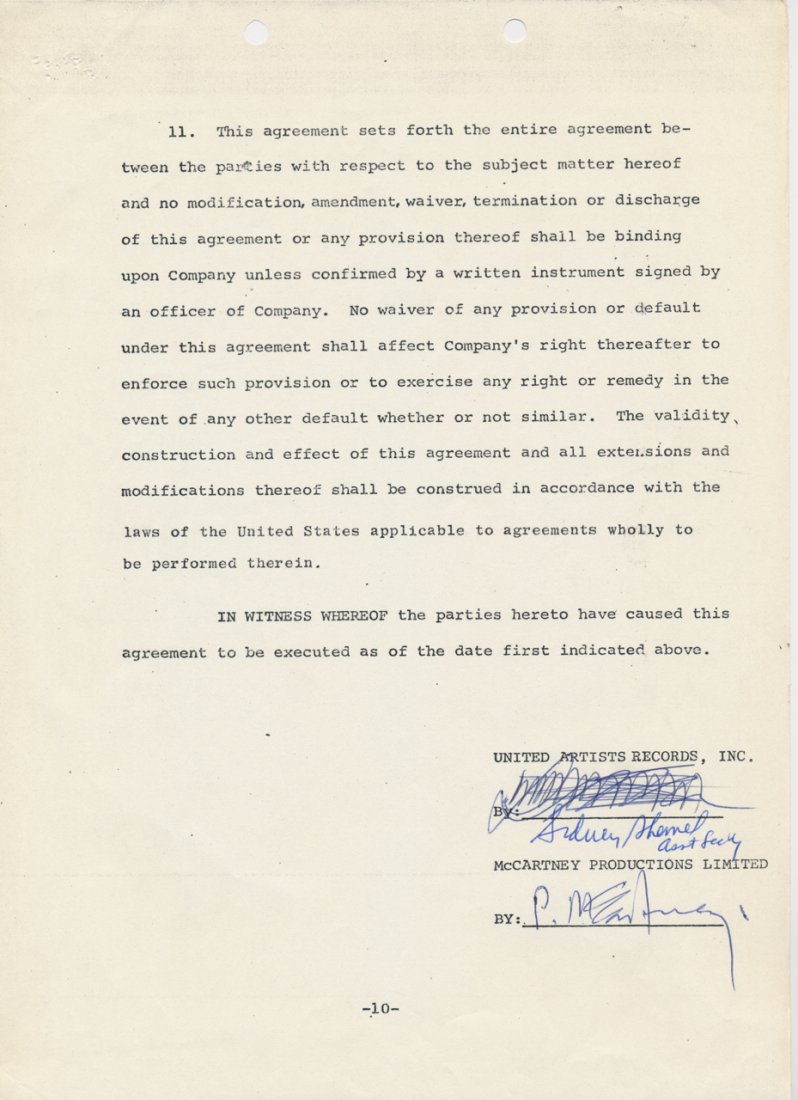 11. This agreement sets forth the entire agreement be-
tween the parties with respect to the subject matter hereof
and no modification, amendment, waiver, termination or discharge
of this agreement or any provision thereof shall be binding
upon Company unless confirmed by a written instrument signed by
an officer of Company. No waiver of any provision or default
under this agreement shall affect Company's right thereafter to
enforce such provision or to exercise any right or remedy in the
event of any other default whether or not similar. The validity,
construction and effect of this agreement and all extensions and
modifications thereof shall be construed in accordance with the
laws of the United States applicable to agreements wholly to
be performed therein.
IN WITNESS WHEREOF the parties hereto have caused this
agreement to be executed as of the date first indicated above.
UNITED ARTISTS RECORDS, INC.
By:
Sidney Shemel
Asst Secty
McCARTNEY PRODUCTIONS LIMITED
BY: P. McCartney
-10-